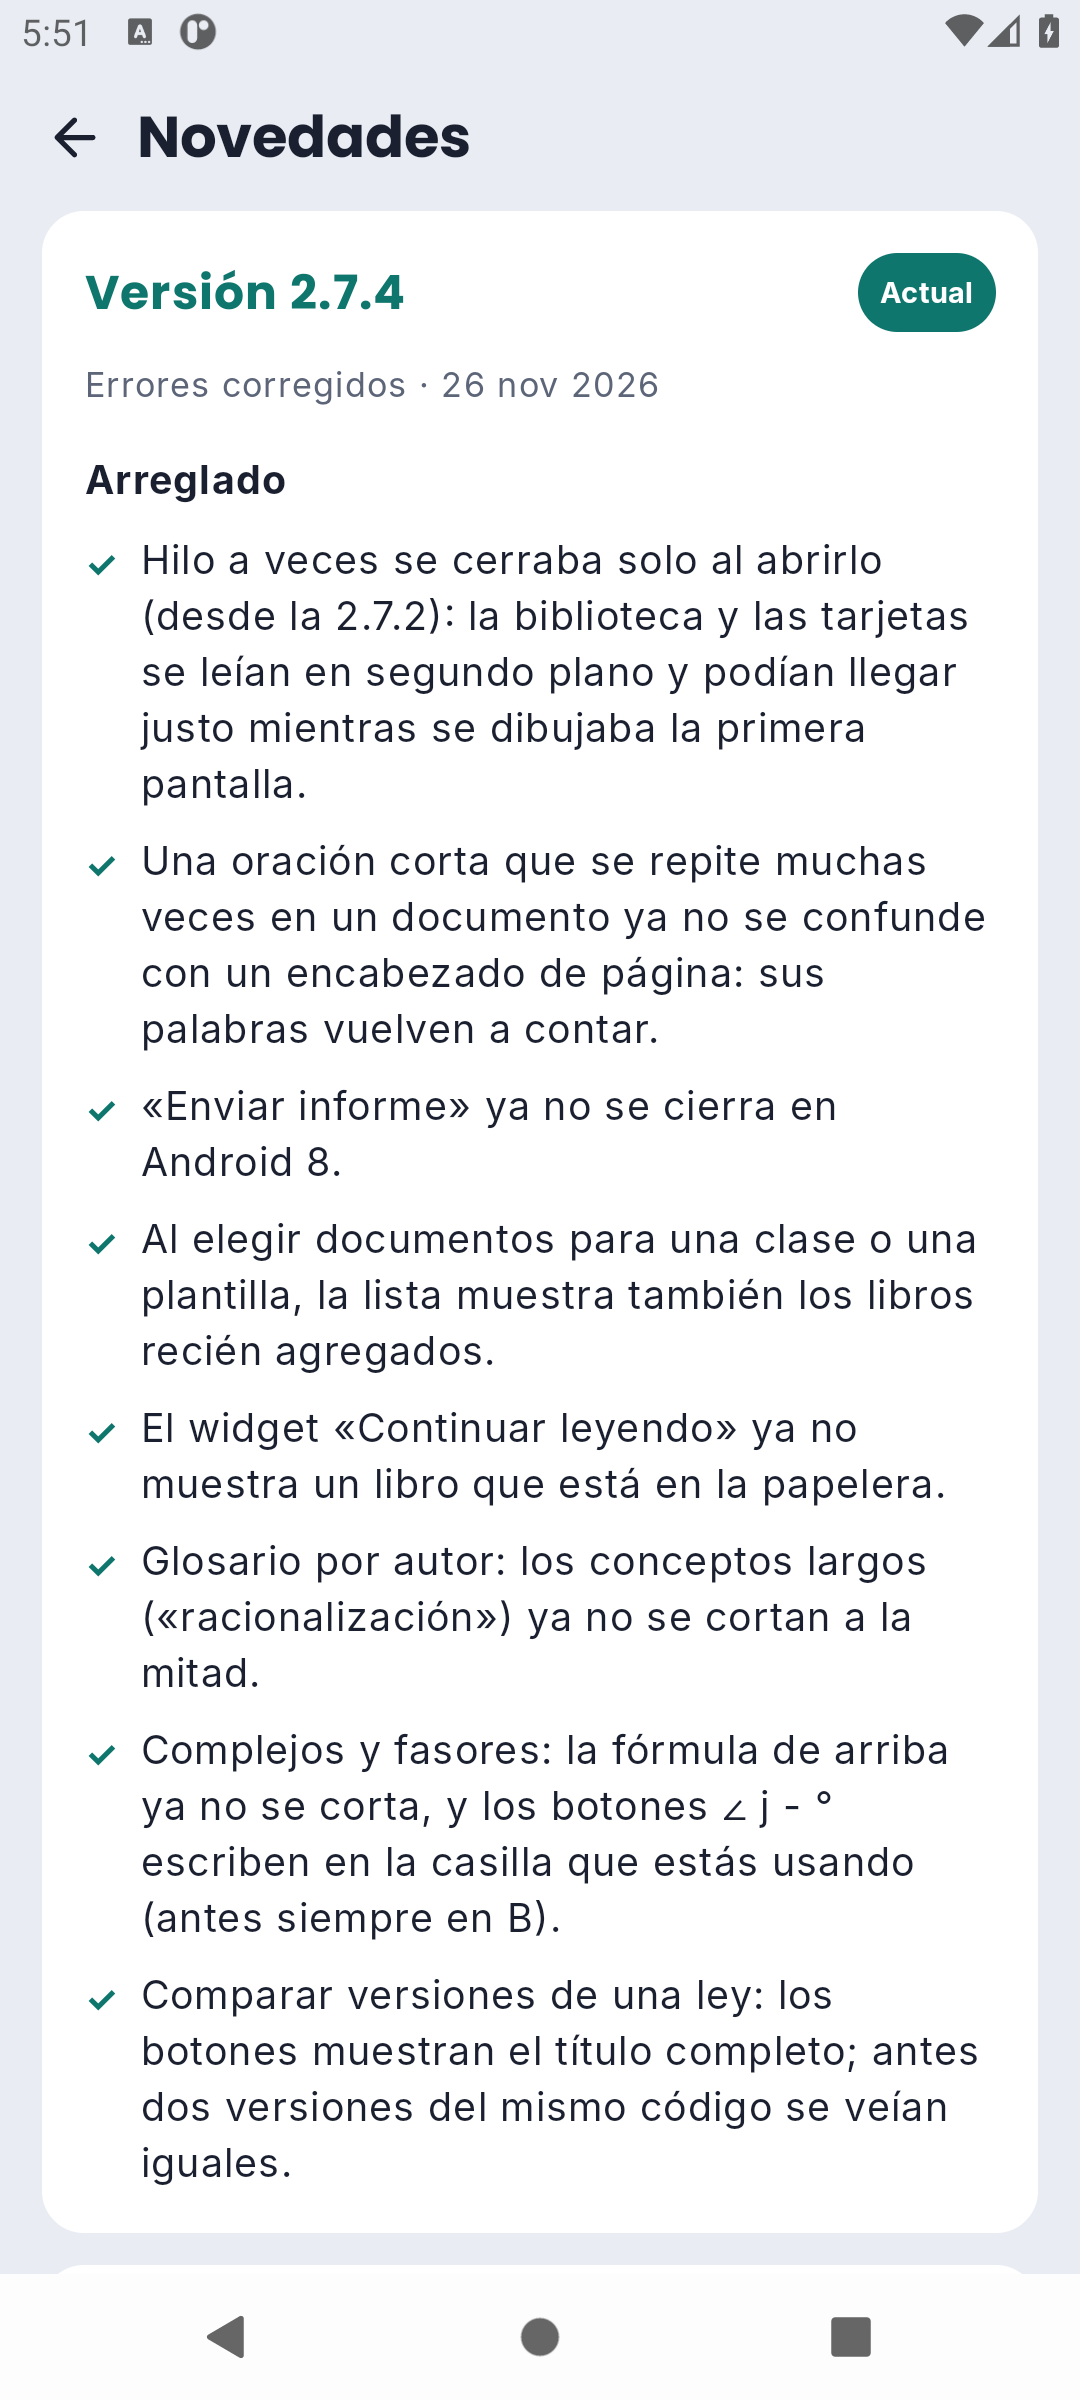 5:51
Novedades
Versión 2.7.4
Actual
Errores corregidos · 26 nov 2026
Arreglado
Hilo a veces se cerraba solo al abrirlo
(desde la 2.7.2): la biblioteca y las tarjetas
se leían en segundo plano y podían llegar
justo mientras se dibujaba la primera
pantalla.
Una oración corta que se repite muchas
veces en un documento ya no se confunde
con un encabezado de página: sus
palabras vuelven a contar.
«Enviar informe» ya no se cierra en
Android 8.
Al elegir documentos para una clase o una
plantilla, la lista muestra también los libros
recién agregados.
El widget «Continuar leyendo» ya no
muestra un libro que está en la papelera.
Glosario por autor: los conceptos largos
(«racionalización») ya no se cortan a la
mitad.
Complejos y fasores: la fórmula de arriba
ya no se corta, y los botones ∠ j - °
escriben en la casilla que estás usando
(antes siempre en B).
Comparar versiones de una ley: los
botones muestran el título completo; antes
dos versiones del mismo código se veían
iguales.